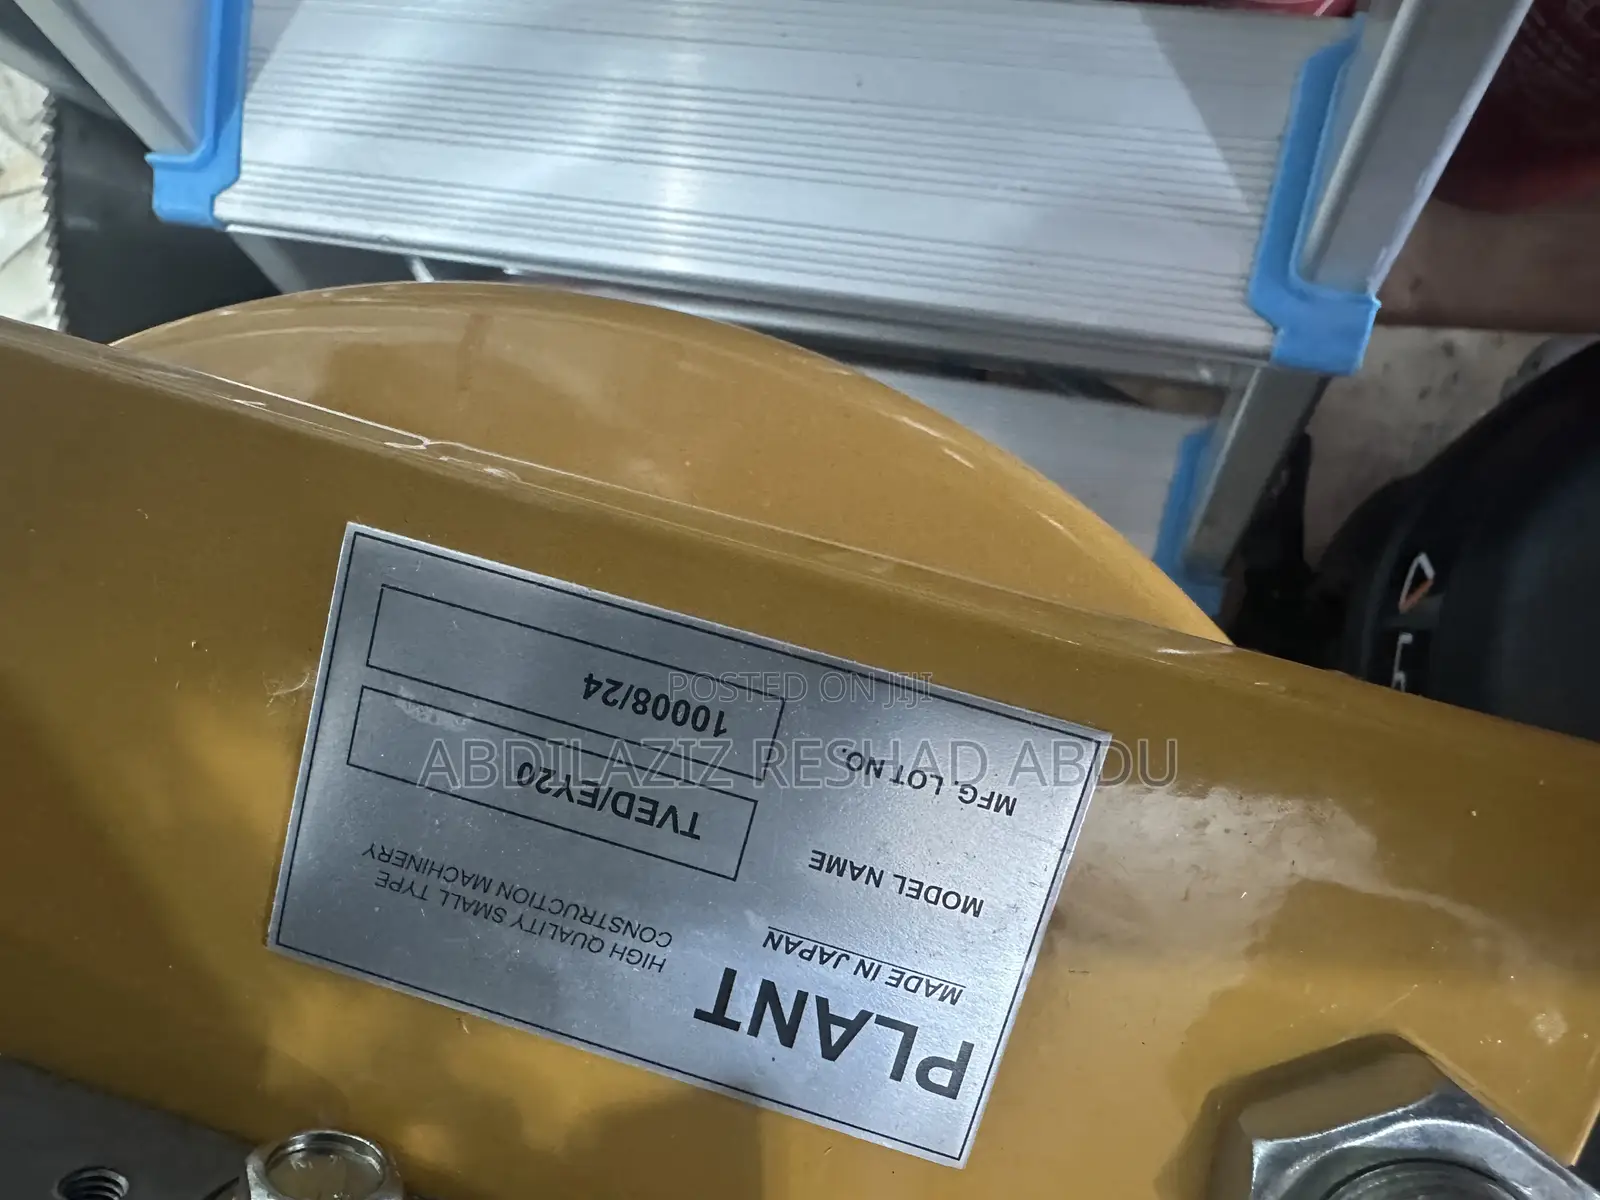 PLANT
MADE IN JAPAN
HIGH QUALITY SMALL TYPE
CONSTRUCTION MACHINERY
MODEL NAME TVED/EY20
MFG. LOT NO. 10008/24
POSTED ON JIJI
ABDILAZIZ RESHAD ABDU